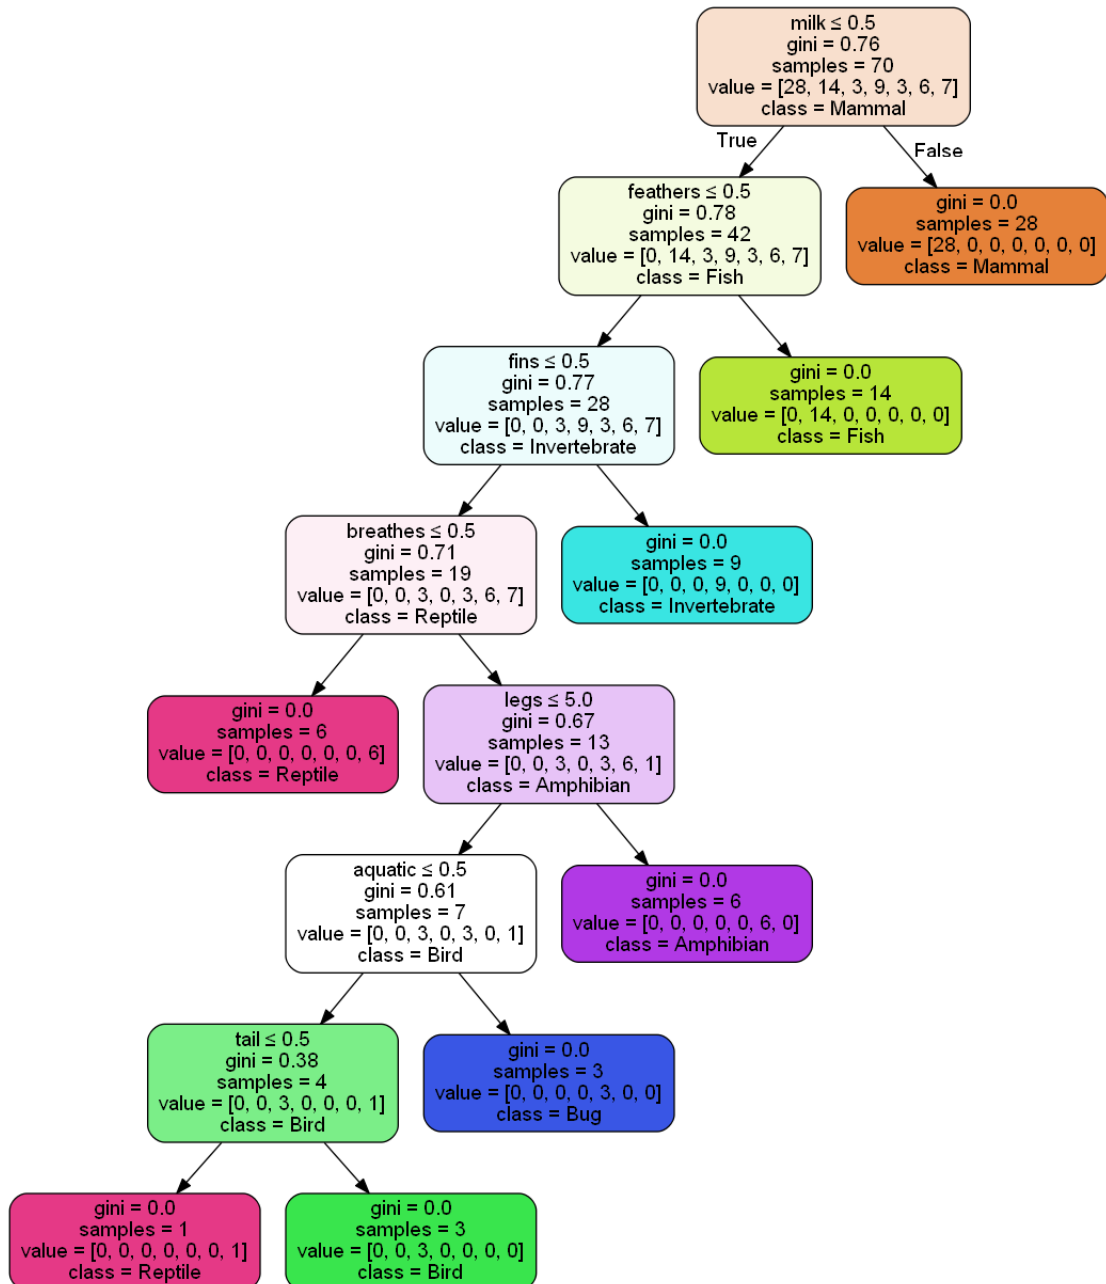 milk ≤ 0.5
gini = 0.76
samples = 70
value = [28, 14, 3, 9, 3, 6, 7]
class = Mammal
True
False
feathers ≤ 0.5
gini = 0.78
samples = 42
value = [0, 14, 3, 9, 3, 6, 7]
class = Fish
gini = 0.0
samples = 28
value = [28, 0, 0, 0, 0, 0, 0]
class = Mammal
fins ≤ 0.5
gini = 0.77
samples = 28
value = [0, 0, 3, 9, 3, 6, 7]
class = Invertebrate
gini = 0.0
samples = 14
value = [0, 14, 0, 0, 0, 0, 0]
class = Fish
breathes ≤ 0.5
gini = 0.71
samples = 19
value = [0, 0, 3, 0, 3, 6, 7]
class = Reptile
gini = 0.0
samples = 9
value = [0, 0, 0, 9, 0, 0, 0]
class = Invertebrate
gini = 0.0
samples = 6
value = [0, 0, 0, 0, 0, 0, 6]
class = Reptile
legs ≤ 5.0
gini = 0.67
samples = 13
value = [0, 0, 3, 0, 3, 6, 1]
class = Amphibian
aquatic ≤ 0.5
gini = 0.61
samples = 7
value = [0, 0, 3, 0, 3, 0, 1]
class = Bird
gini = 0.0
samples = 6
value = [0, 0, 0, 0, 0, 6, 0]
class = Amphibian
tail ≤ 0.5
gini = 0.38
samples = 4
value = [0, 0, 3, 0, 0, 0, 1]
class = Bird
gini = 0.0
samples = 3
value = [0, 0, 0, 0, 3, 0, 0]
class = Bug
gini = 0.0
samples = 1
value = [0, 0, 0, 0, 0, 0, 1]
class = Reptile
gini = 0.0
samples = 3
value = [0, 0, 3, 0, 0, 0, 0]
class = Bird